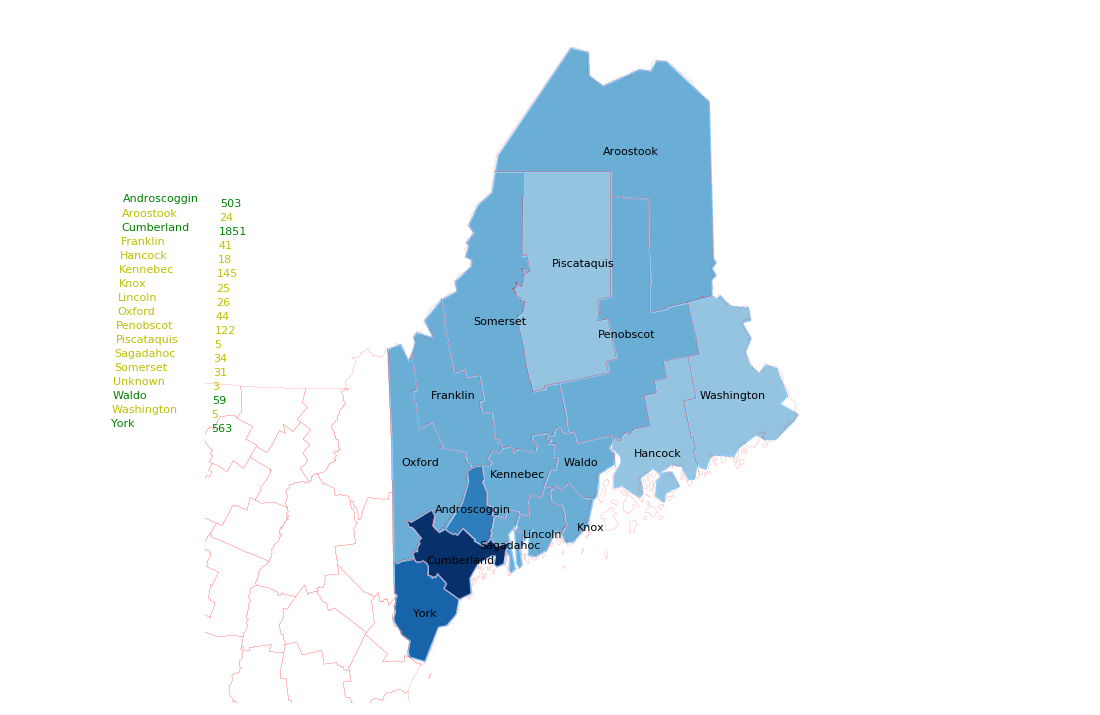 Androscoggin 503
Aroostook 24
Cumberland 1851
Franklin 41
Hancock 18
Kennebec 145
Knox 25
Lincoln 26
Oxford 44
Penobscot 122
Piscataquis 5
Sagadahoc 34
Somerset 31
Unknown 3
Waldo 59
Washington 5
York 563
Aroostook
Piscataquis
Somerset
Penobscot
Franklin
Washington
Oxford
Kennebec
Waldo
Hancock
Androscoggin
Knox
Lincoln
Sagadahoc
Cumberland
York